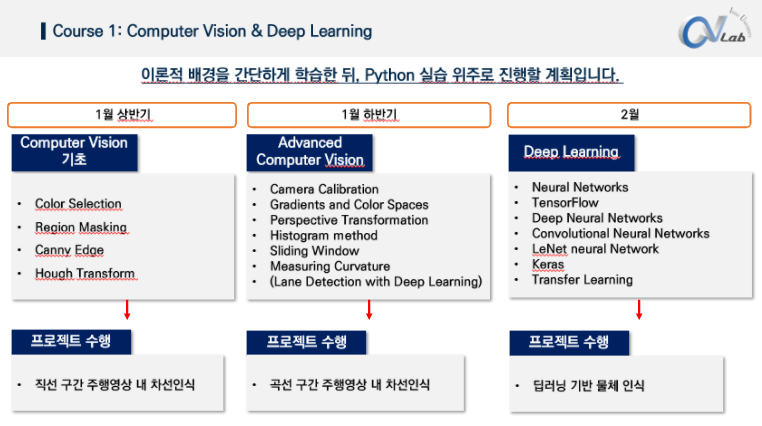 Course 1: Computer Vision & Deep Learning
CV Lab
이론적 배경을 간단하게 학습한 뒤, Python 실습 위주로 진행할 계획입니다.
1월 상반기
Computer Vision
기초
• Color Selection
• Region Masking
• Canny Edge
• Hough Transform
프로젝트 수행
• 직선 구간 주행영상 내 차선인식
1월 하반기
Advanced
Computer Vision
• Camera Calibration
• Gradients and Color Spaces
• Perspective Transformation
• Histogram method
• Sliding Window
• Measuring Curvature
• (Lane Detection with Deep Learning)
프로젝트 수행
• 곡선 구간 주행영상 내 차선인식
2월
Deep Learning
• Neural Networks
• TensorFlow
• Deep Neural Networks
• Convolutional Neural Networks
• LeNet neural Network
• Keras
• Transfer Learning
프로젝트 수행
• 딥러닝 기반 물체 인식